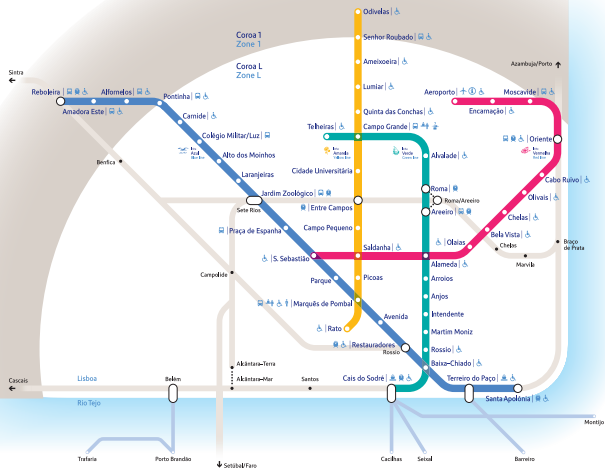 Odivelas
Coroa 1
Zone 1
Senhor Roubado
Coroa L
Zone L
Ameixoeira
Azambuja/Porto
Sintra
Reboleira
Alfornelos
Pontinha
Lumiar
Aeroporto
Moscavide
Amadora Este
Carnide
Quinta das Conchas
Encarnação
Telheiras
Campo Grande
Colégio Militar/Luz
Oriente
Benfica
Alto dos Moinhos
Alvalade
Laranjeiras
Cidade Universitária
Cabo Ruivo
Jardim Zoológico
Roma
Olivais
Sete Rios
Entre Campos
Roma/Areeiro
Areeiro
Chelas
Praça de Espanha
Campo Pequeno
Bela Vista
Saldanha
Olaias
Chelas
Braço
de Prata
S. Sebastião
Alameda
Marvila
Campolide
Parque
Picoas
Arroios
Marquês de Pombal
Anjos
Avenida
Intendente
Rato
Martim Moniz
Restauradores
Rossio
Rossio
Baixa-Chiado
Alcântara-Terra
Cascais
Lisboa
Belém
Alcântara-Mar
Santos
Cais do Sodré
Terreiro do Paço
Rio Tejo
Santa Apolónia
Montijo
Trafaria
Porto Brandão
Setúbal/Faro
Cacilhas
Seixal
Barreiro